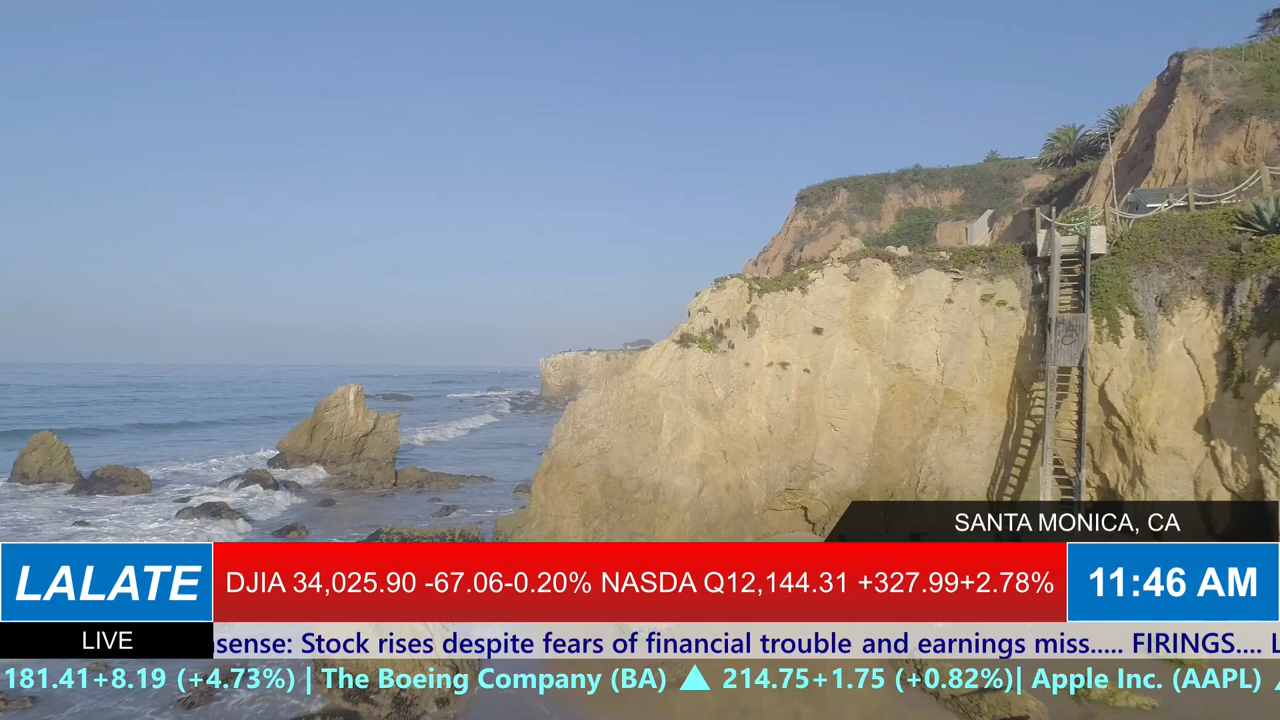 SANTA MONICA, CA
LALATE
DJIA 34,025.90 -67.06-0.20% NASDA Q12,144.31 +327.99+2.78%
11:46 AM
LIVE
sense: Stock rises despite fears of financial trouble and earnings miss..... FIRINGS.... L
181.41+8.19 (+4.73%) | The Boeing Company (BA) ▲ 214.75+1.75 (+0.82%)| Apple Inc. (AAPL)